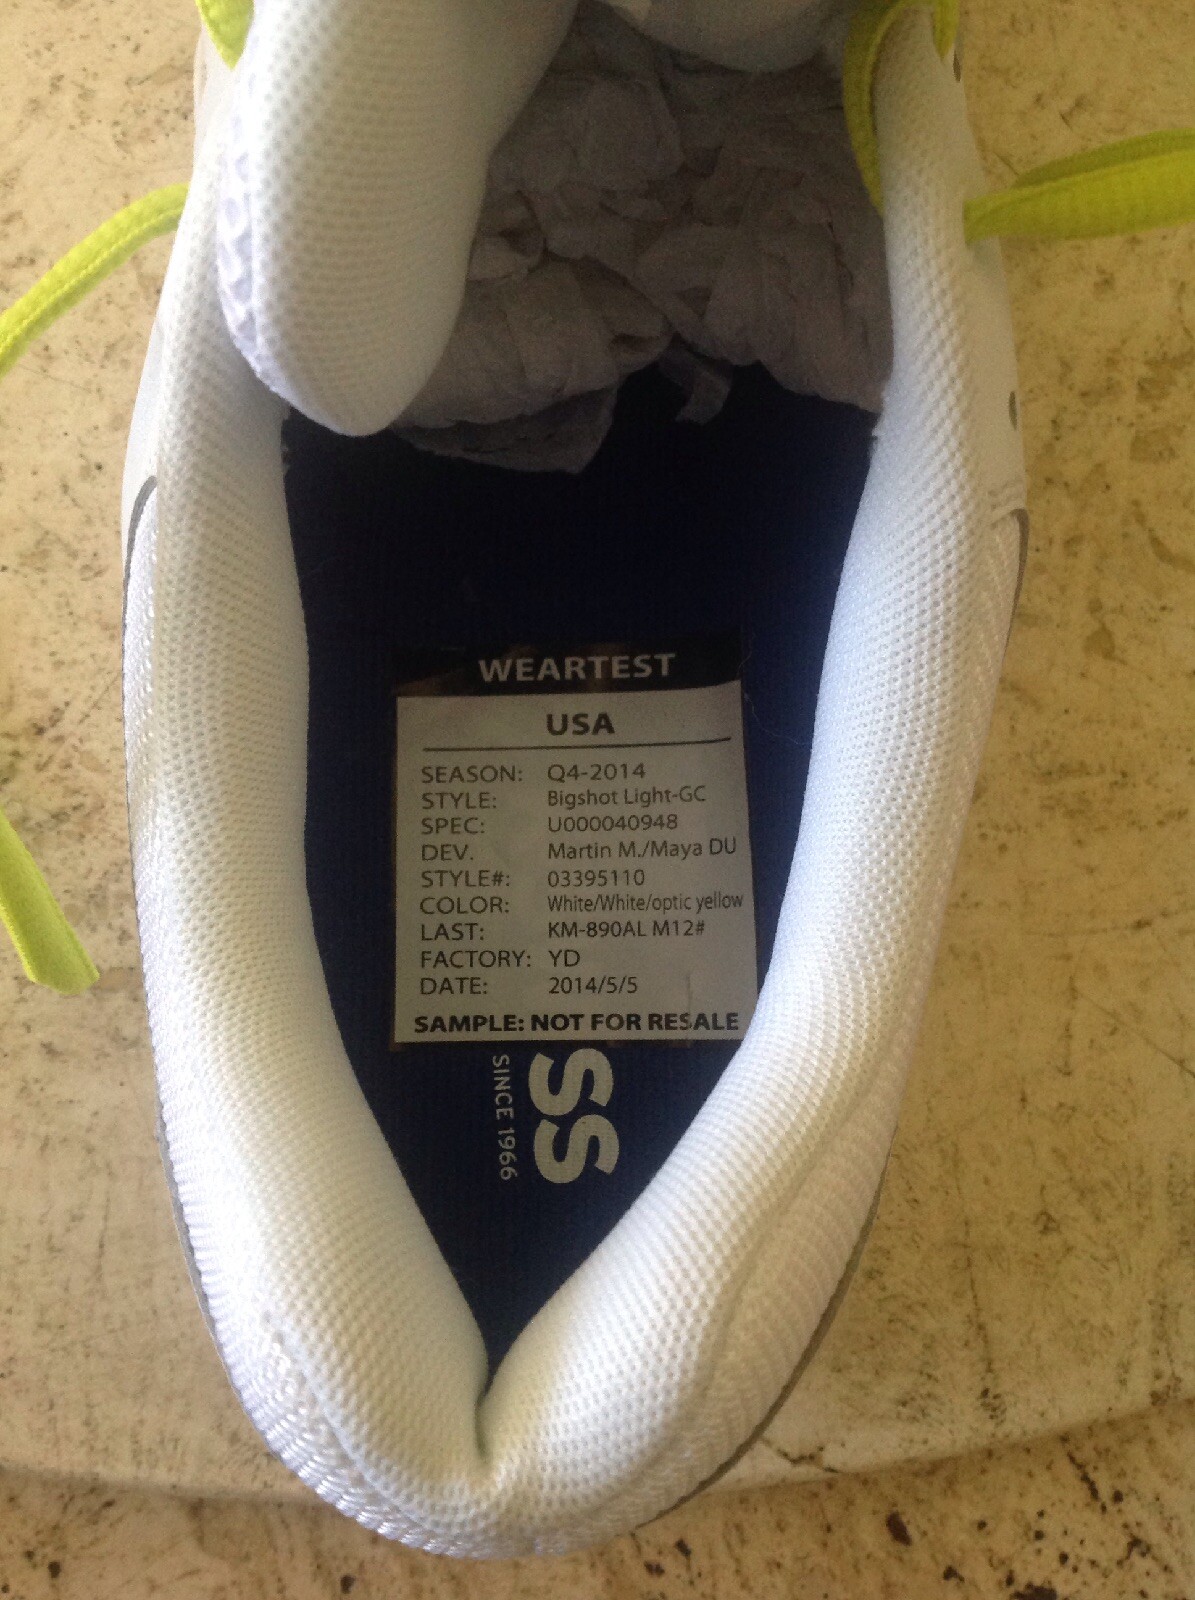 WEARTEST
USA
SEASON: Q4-2014
STYLE: Bigshot Light-GC
SPEC: U000040948
DEV. Martin M./Maya DU
STYLE#: 03395110
COLOR: White/White/optic yellow
LAST: KM-890AL M12#
FACTORY: YD
DATE: 2014/5/5
SAMPLE: NOT FOR RESALE
SS
SINCE 1966